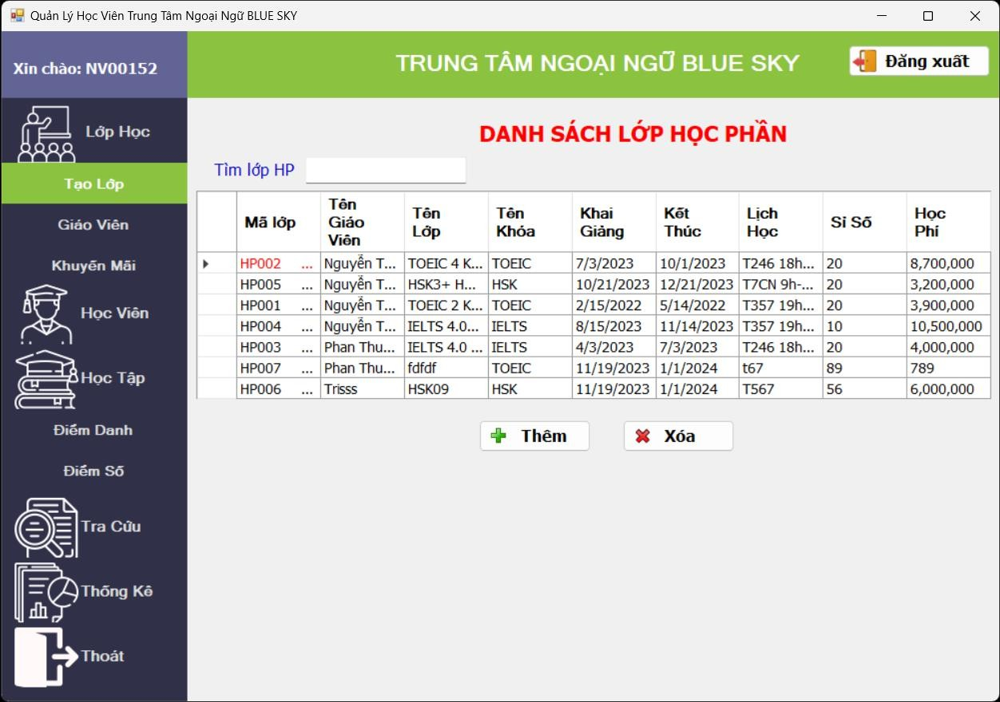 Quản Lý Học Viên Trung Tâm Ngoại Ngữ BLUE SKY
Xin chào: NV00152
TRUNG TÂM NGOẠI NGỮ BLUE SKY
Đăng xuất
Lớp Học
Tạo Lớp
Giáo Viên
Khuyến Mãi
Học Viên
Học Tập
Điểm Danh
Điểm Số
Tra Cứu
Thống Kê
Thoát
DANH SÁCH LỚP HỌC PHẦN
Tìm lớp HP
Mã lớp Tên Giáo Viên Tên Lớp Tên Khóa Khai Giảng Kết Thúc Lịch Học Sỉ Số Học Phí
HP002 ... Nguyễn T... TOEIC 4 K... TOEIC 7/3/2023 10/1/2023 T246 18h... 20 8,700,000
HP005 ... Nguyễn T... HSK3+ H... HSK 10/21/2023 12/21/2023 T7CN 9h-... 20 3,200,000
HP001 ... Nguyễn T... TOEIC 2 K... TOEIC 2/15/2022 5/14/2022 T357 19h... 20 3,900,000
HP004 ... Nguyễn T... IELTS 4.0... IELTS 8/15/2023 11/14/2023 T357 19h... 10 10,500,000
HP003 ... Phan Thu... IELTS 4.0 ... IELTS 4/3/2023 7/3/2023 T246 18h... 20 4,000,000
HP007 ... Phan Thu... fdfdf TOEIC 11/19/2023 1/1/2024 t67 89 789
HP006 ... Trisss HSK09 HSK 11/19/2023 1/1/2024 T567 56 6,000,000
Thêm
Xóa